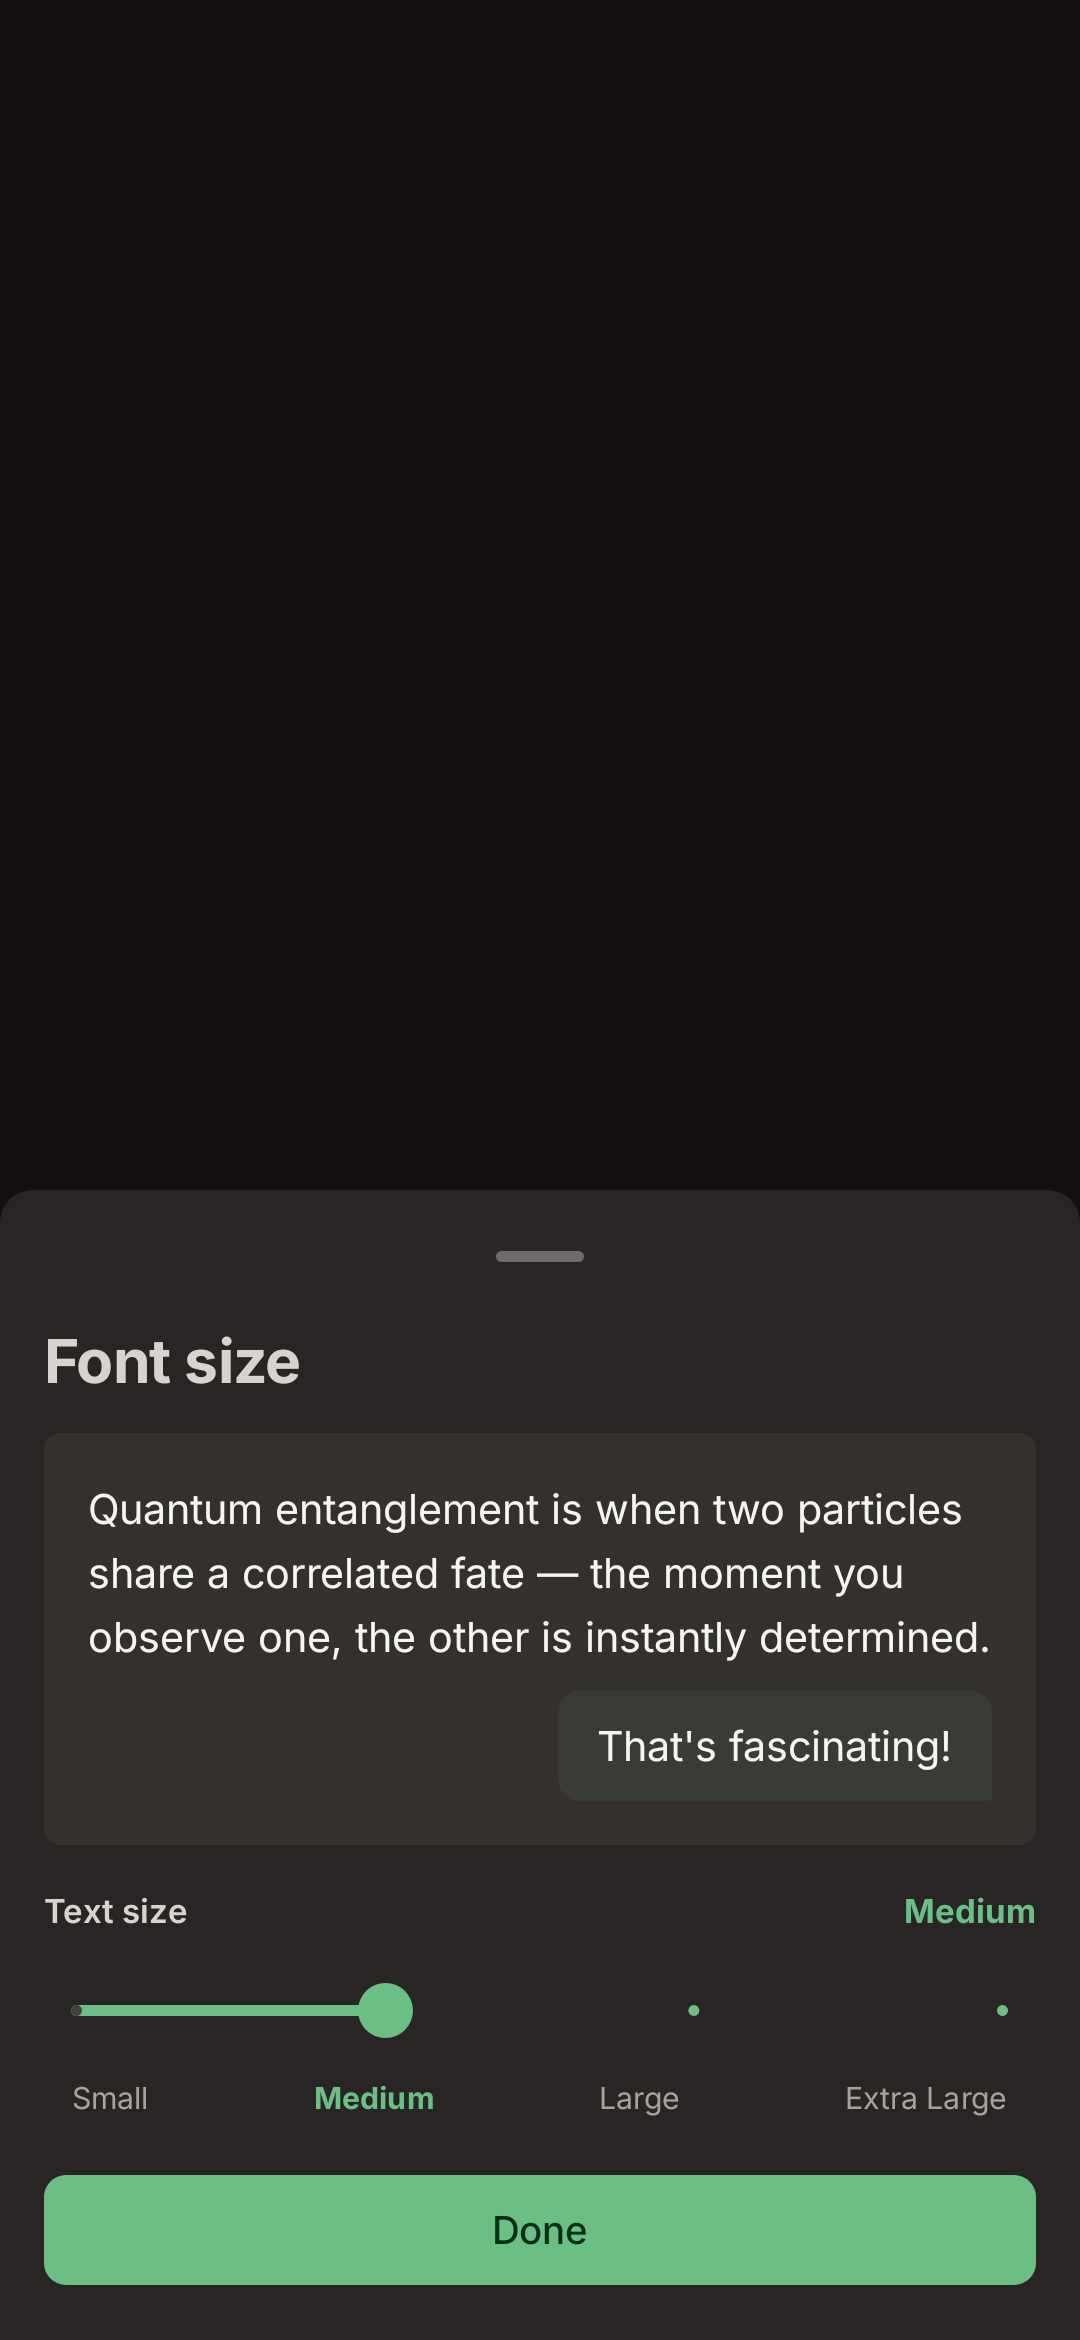 Font size
Quantum entanglement is when two particles
share a correlated fate — the moment you
observe one, the other is instantly determined.
That's fascinating!
Text size
Medium
Small
Medium
Large
Extra Large
Done